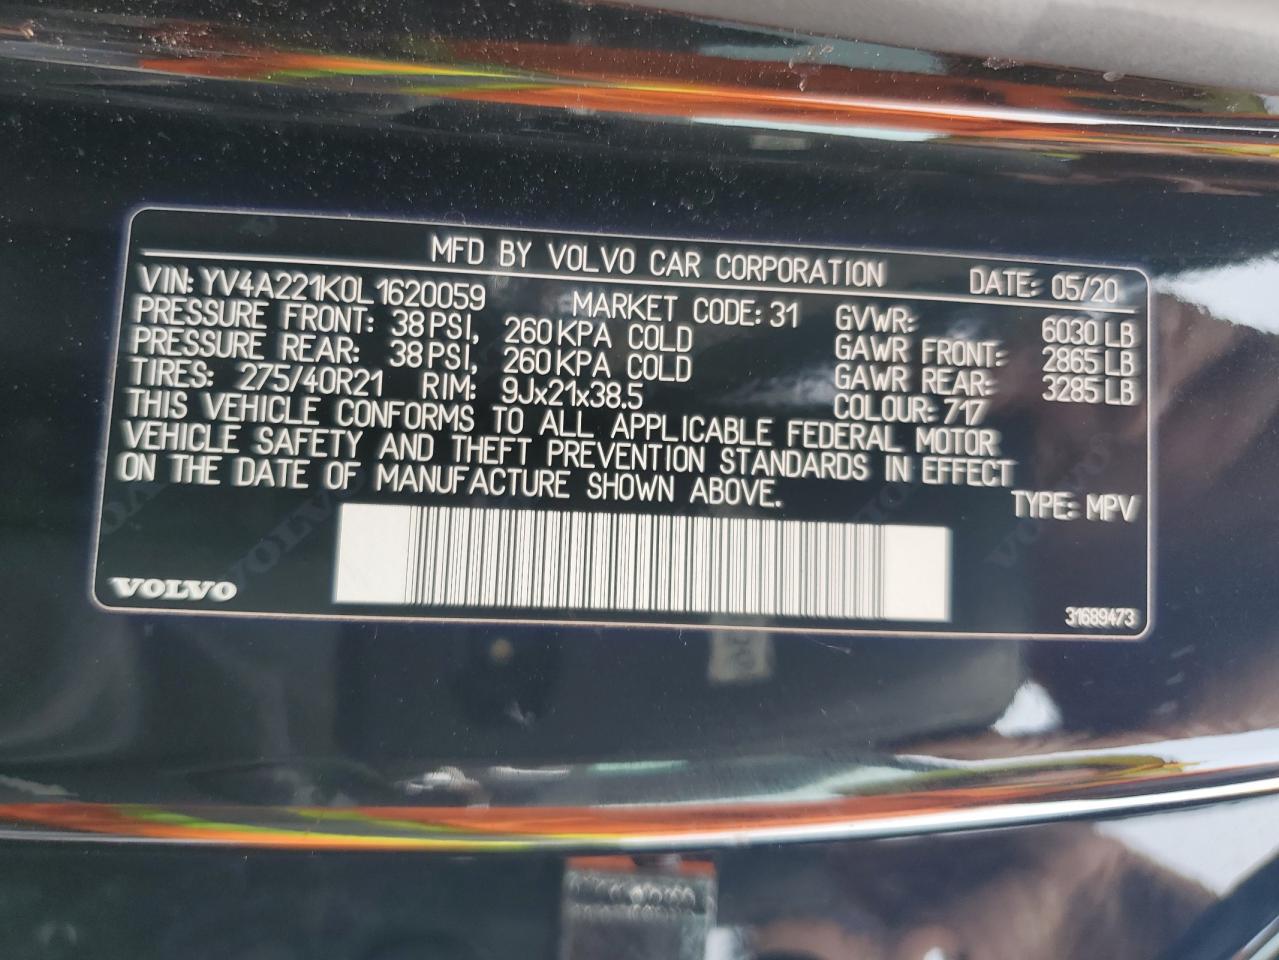 MFD BY VOLVO CAR CORPORATION DATE: 05/20
VIN: YV4A221K0L1620059 MARKET CODE: 31 GVWR: 6030 LB
PRESSURE FRONT: 38 PSI, 260 KPA COLD GAWR FRONT: 2865 LB
PRESSURE REAR: 38 PSI, 260 KPA COLD GAWR REAR: 3285 LB
TIRES: 275/40R21 RIM: 9Jx21x38.5 COLOUR: 717
THIS VEHICLE CONFORMS TO ALL APPLICABLE FEDERAL MOTOR
VEHICLE SAFETY AND THEFT PREVENTION STANDARDS IN EFFECT
ON THE DATE OF MANUFACTURE SHOWN ABOVE. TYPE: MPV
VOLVO 31689473